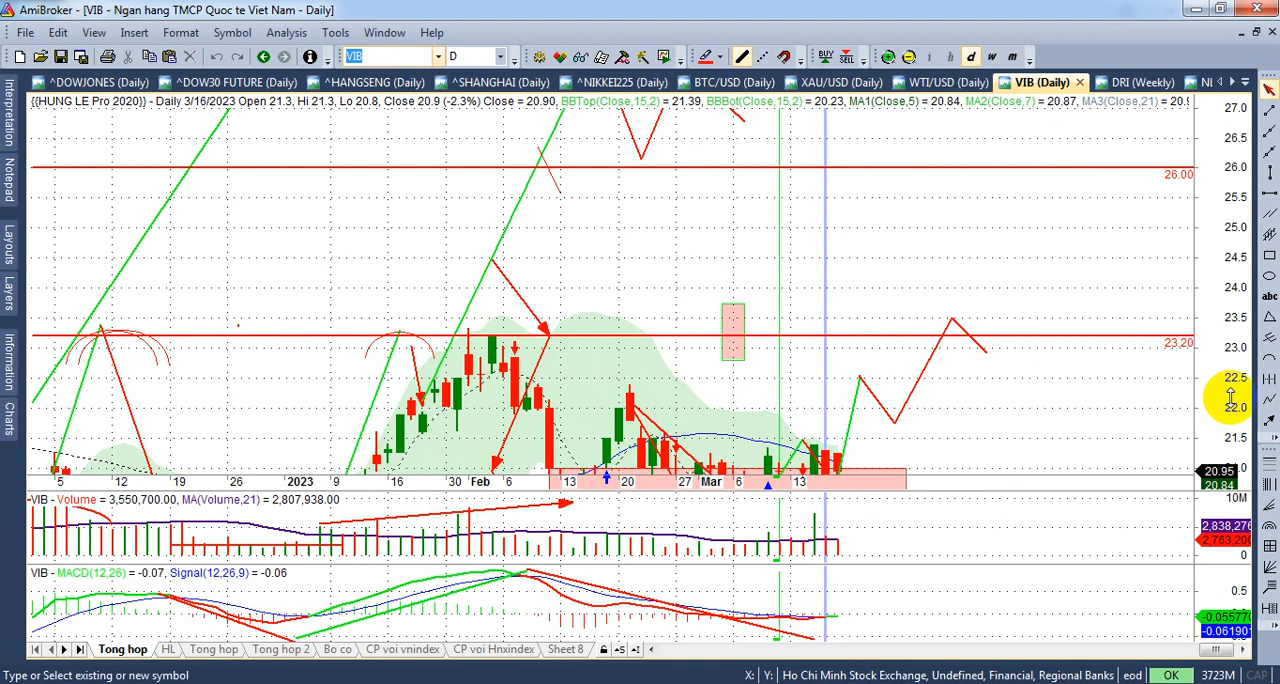 AmiBroker - [VIB - Ngan hang TMCP Quoc te Viet Nam - Daily]
File Edit View Insert Format Symbol Analysis Tools Window Help
VIB D BUY SELL i h d w m
^DOWJONES (Daily) ^DOW30 FUTURE (Daily) ^HANGSENG (Daily) ^SHANGHAI (Daily) ^NIKKEI225 (Daily) BTC/USD (Daily) XAU/USD (Daily) WTI/USD (Daily) VIB (Daily) DRI (Weekly)
{{HUNG LE Pro 2020}} - Daily 3/16/2023 Open 21.3, Hi 21.3, Lo 20.8, Close 20.9 (-2.3%) Close = 20.90, BBTop(Close,15,2) = 21.39, BBBot(Close,15,2) = 20.23, MA1(Close,5) = 20.84, MA2(Close,7) = 20.87, MA3(Close,21) =
Interpretation
Notepad
Layouts
Layers
Information
Charts
27.0
26.5
26.0
26.00
25.5
25.0
24.5
24.0
23.5
23.20
23.0
22.5
22.0
21.5
20.95
20.84
5 12 19 26 2023 9 16 30 Feb 6 13 20 27 Mar 6 13
VIB - Volume = 3,550,700.00, MA(Volume,21) = 2,807,938.00
10M
2,838,276
2,763,200
0
VIB - MACD(12,26) = -0.07, Signal(12,26,9) = -0.06
0.5
-0.05577
-0.06190
Tong hop HL Tong hop Tong hop 2 Bo co CP voi vnindex CP voi Hnxindex Sheet 8
Type or Select existing or new symbol X: Y: Ho Chi Minh Stock Exchange, Undefined, Financial, Regional Banks eod OK 3723M CAP
abc